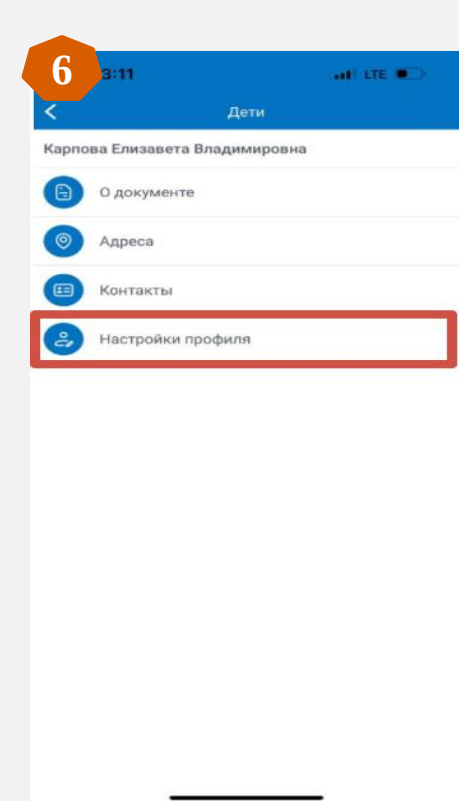 6
3:11
LTE
Дети
Карпова Елизавета Владимировна
О документе
Адреса
Контакты
Настройки профиля